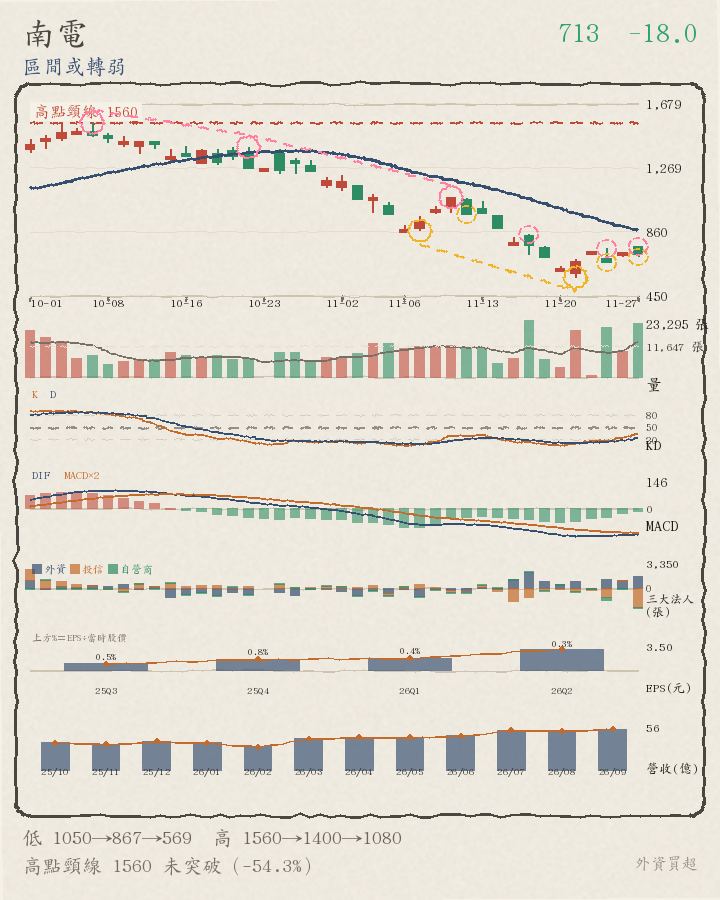 南電
713 -18.0
區間或轉弱
高點頸線 1560
1,679
1,269
860
450
10-01 10-08 10-16 10-23 11-02 11-06 11-13 11-20 11-27
23,295 張
11,647 張
量
K D
80
50
20
KD
DIF MACD×2
146
0
MACD
外資 投信 自營商
3,350
0
三大法人
(張)
上方%=EPS÷當時股價
0.5% 0.8% 0.4% 0.3%
3.50
25Q3 25Q4 26Q1 26Q2
EPS(元)
56
25/10 25/11 25/12 26/01 26/02 26/03 26/04 26/05 26/06 26/07 26/08 26/09
營收(億)
低 1050→867→569 高 1560→1400→1080
高點頸線 1560 未突破 (-54.3%)
外資買超